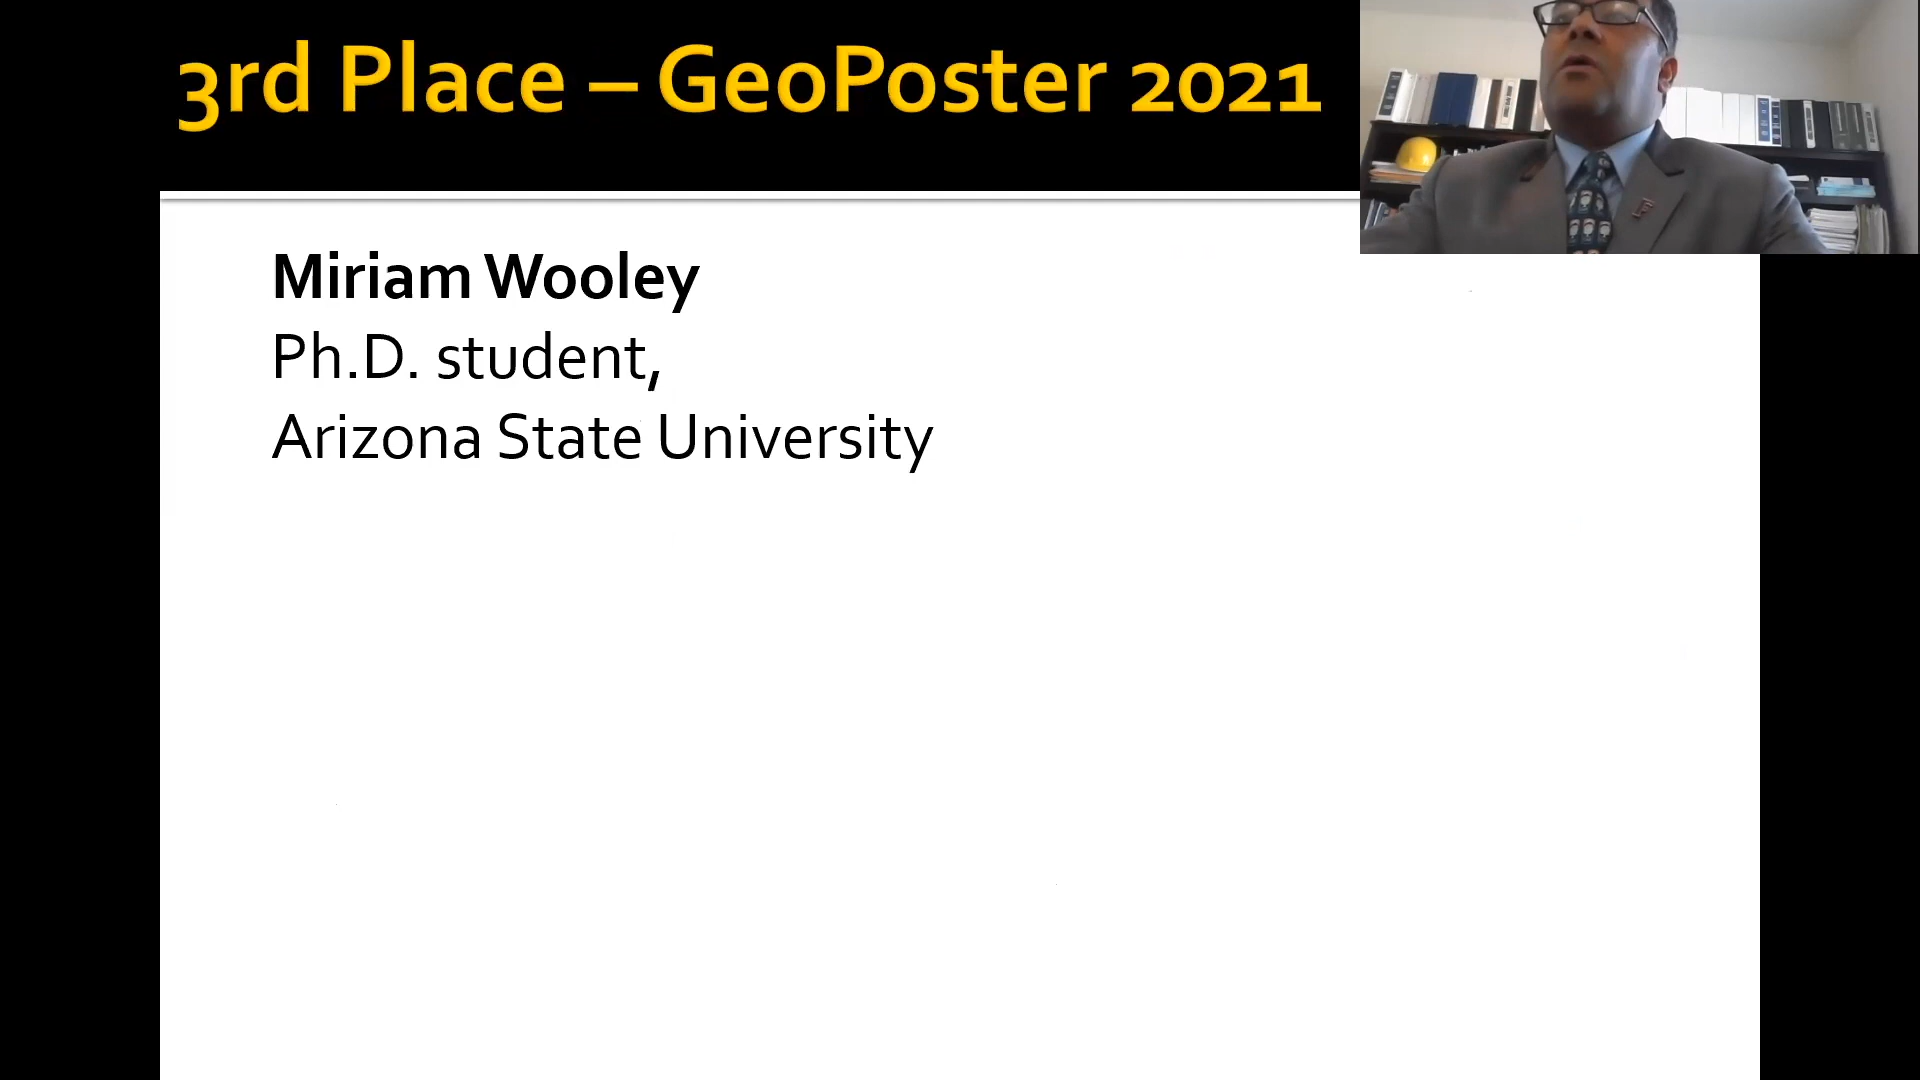 3rd Place – GeoPoster 2021
Miriam Wooley
Ph.D. student,
Arizona State University